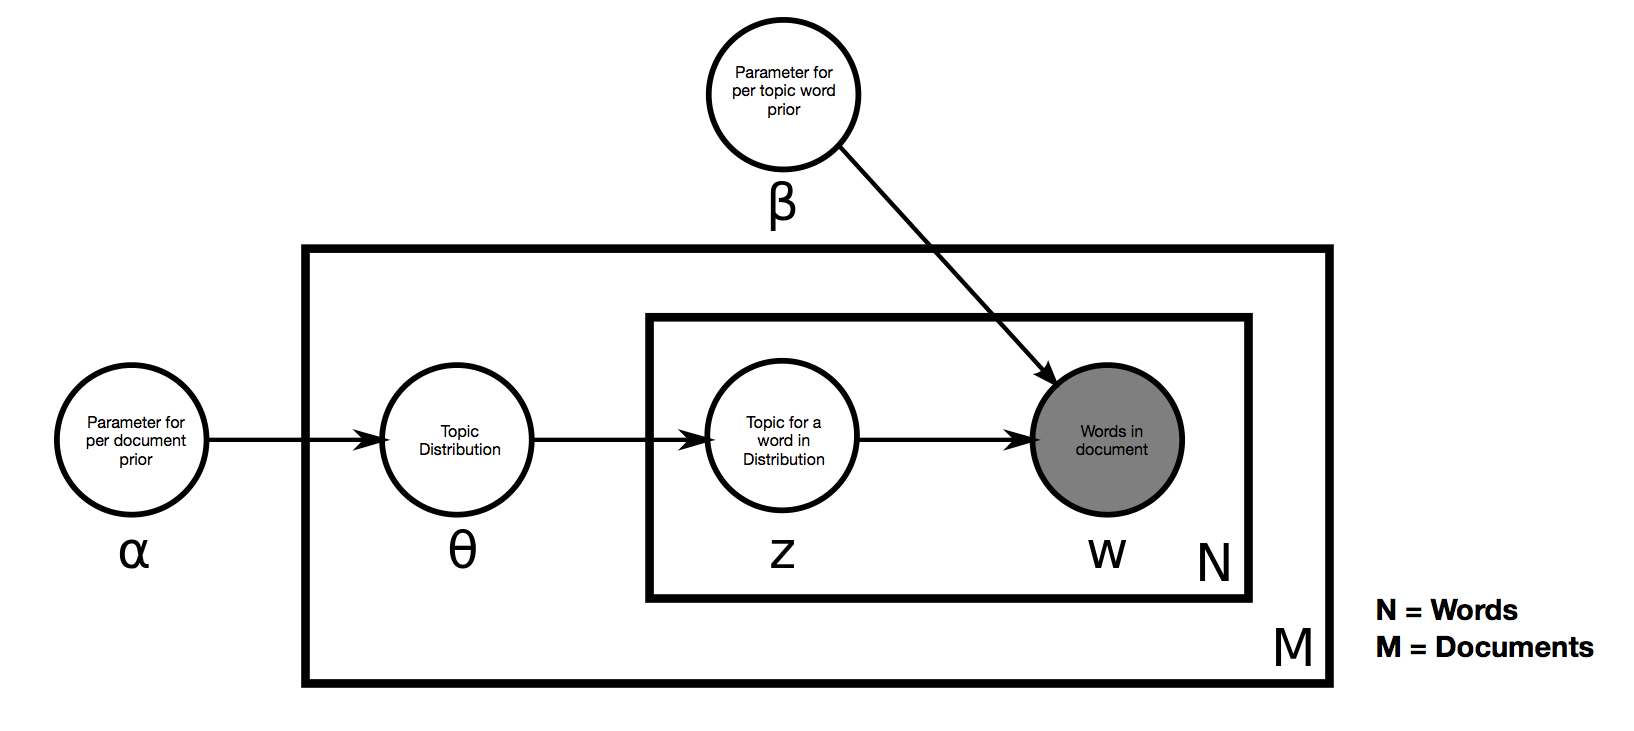 Parameter for
per topic word
prior
β
Parameter for
per document
prior
α
Topic
Distribution
θ
Topic for a
word in
Distribution
z
Words in
document
w
N
M
N = Words
M = Documents